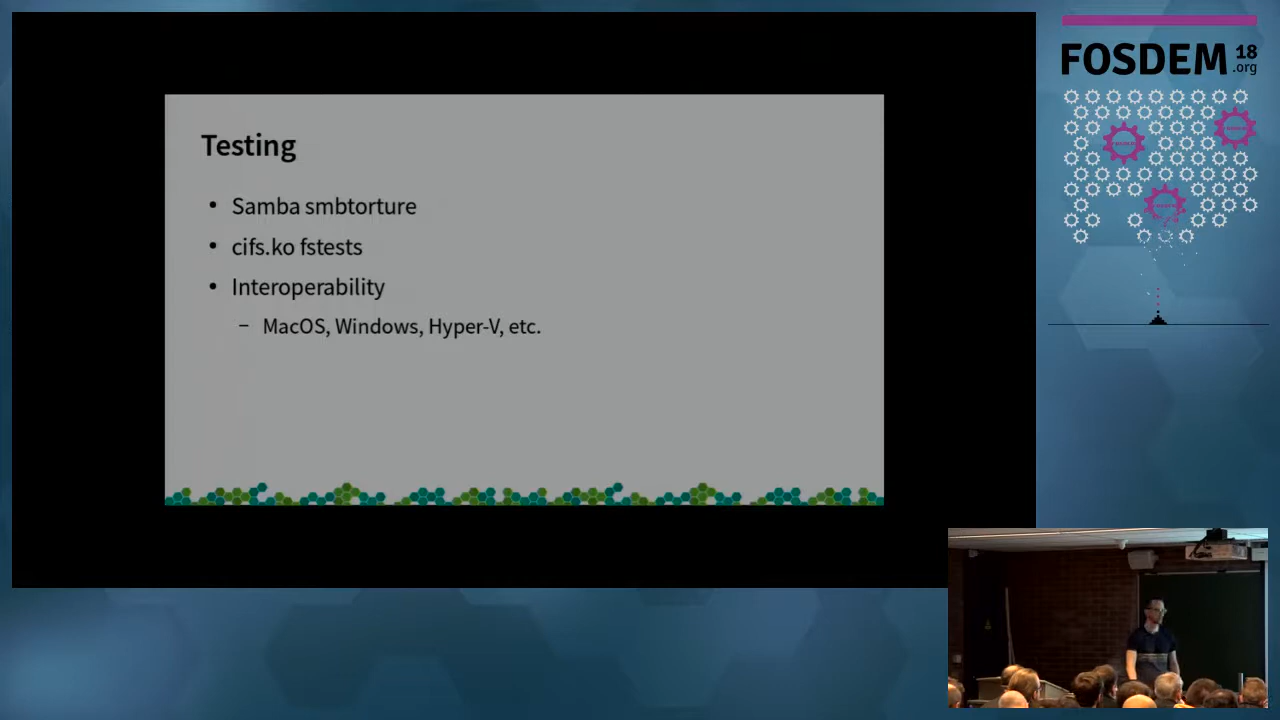 FOSDEM 18
.org
Testing
• Samba smbtorture
• cifs.ko fstests
• Interoperability
– MacOS, Windows, Hyper-V, etc.